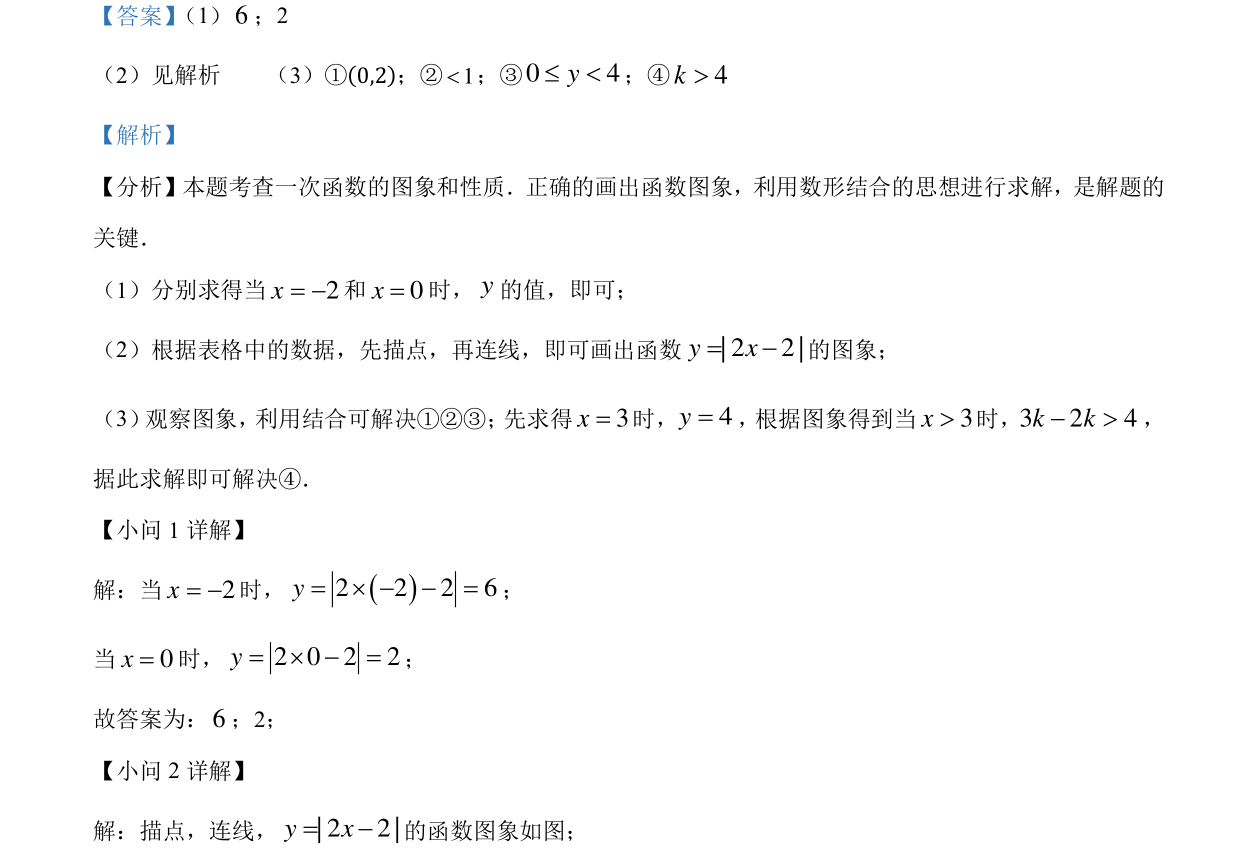 【答案】（1）6；2
（2）见解析 （3）①(0,2)；②<1；③0≤y<4；④k>4
【解析】
【分析】本题考查一次函数的图象和性质．正确的画出函数图象，利用数形结合的思想进行求解，是解题的
关键．
（1）分别求得当x=−2和x=0时，y的值，即可；
（2）根据表格中的数据，先描点，再连线，即可画出函数y=|2x−2|的图象；
（3）观察图象，利用结合可解决①②③；先求得x=3时，y=4，根据图象得到当x>3时，3k−2k>4，
据此求解即可解决④．
【小问1详解】
解：当x=−2时，y=|2×(−2)−2|=6；
当x=0时，y=|2×0−2|=2；
故答案为：6；2；
【小问2详解】
解：描点，连线，y=|2x−2|的函数图象如图；